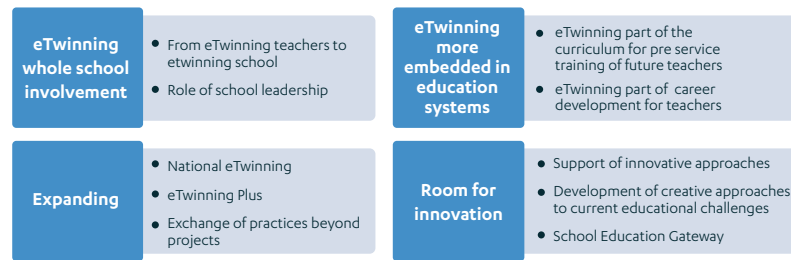 eTwinning
whole school
involvement
• From eTwinning teachers to
etwinning school
• Role of school leadership
eTwinning
more
embedded in
education
systems
• eTwinning part of the
curriculum for pre service
training of future teachers
• eTwinning part of career
development for teachers
Expanding
• National eTwinning
• eTwinning Plus
• Exchange of practices beyond
projects
Room for
innovation
• Support of innovative approaches
• Development of creative approaches
to current educational challenges
• School Education Gateway